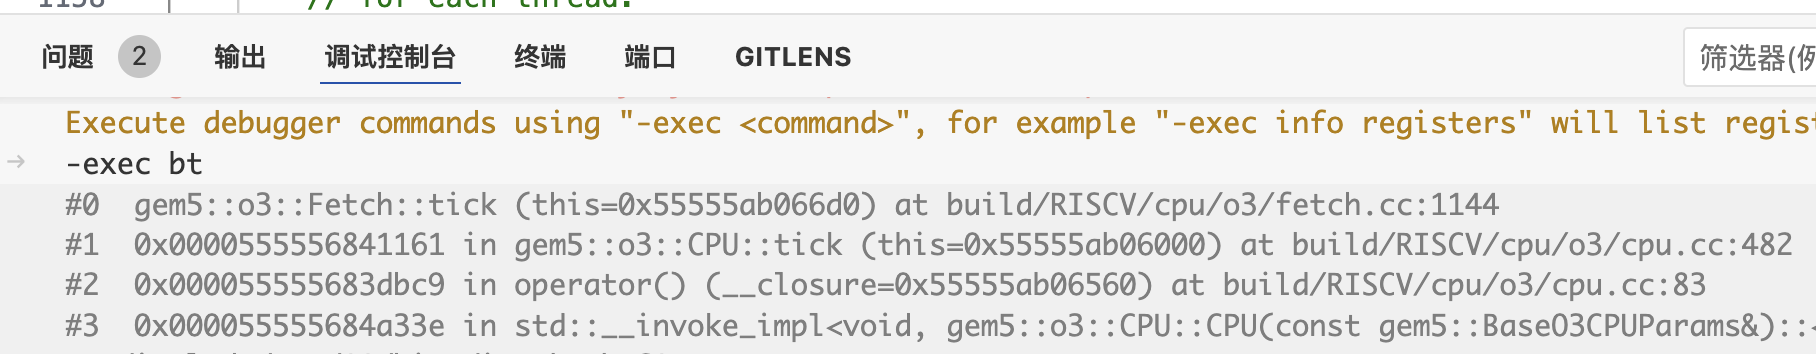 1138 // for each thread.
问题 2 输出 调试控制台 终端 端口 GITLENS 筛选器(例
Execute debugger commands using "-exec <command>", for example "-exec info registers" will list regist
→ -exec bt
#0 gem5::o3::Fetch::tick (this=0x55555ab066d0) at build/RISCV/cpu/o3/fetch.cc:1144
#1 0x0000555556841161 in gem5::o3::CPU::tick (this=0x55555ab06000) at build/RISCV/cpu/o3/cpu.cc:482
#2 0x000055555683dbc9 in operator() (__closure=0x55555ab06560) at build/RISCV/cpu/o3/cpu.cc:83
#3 0x000055555684a33e in std::__invoke_impl<void, gem5::o3::CPU::CPU(const gem5::BaseO3CPUParams&)::<